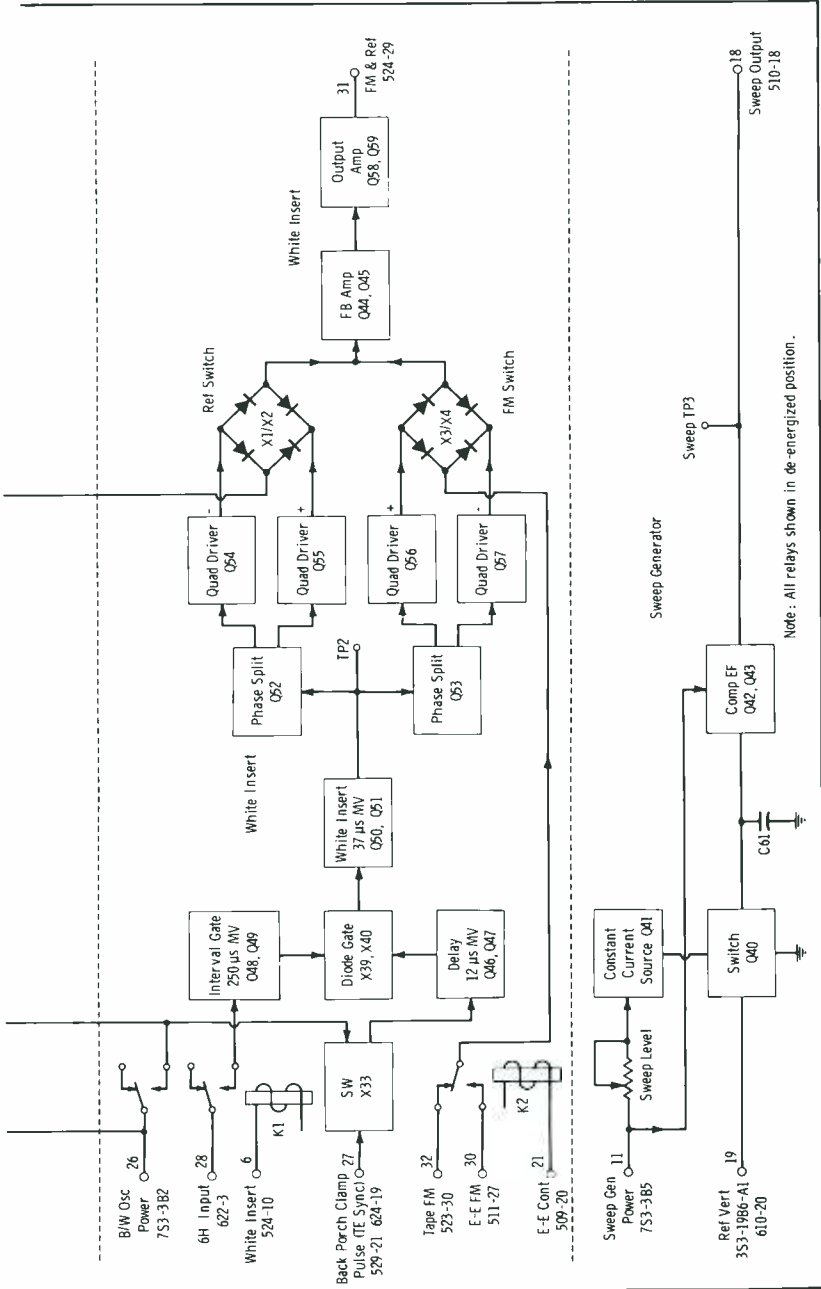 B/W Osc
Power
7S3-3B2
26
6H Input
622-3
28
White Insert
524-10
6
K1
Back Porch Clamp
Pulse (TE Sync)
529-21 624-19
27
SW
X33
Interval Gate
250 µs MV
Q48, Q49
Diode Gate
X39, X40
Delay
12 µs MV
Q46, Q47
White Insert
White Insert
37 µs MV
Q50, Q51
TP2
Phase Split
Q52
Phase Split
Q53
Quad Driver
Q54
-
Quad Driver
Q55
+
Quad Driver
Q56
+
Quad Driver
Q57
-
Ref Switch
X1/X2
FM Switch
X3/X4
White Insert
FB Amp
Q44, Q45
Output
Amp
Q58, Q59
31
FM & Ref
524-29
Tape FM
523-30
32
E-E FM
511-27
30
K2
E-E Cont
509-20
21
Sweep Generator
Sweep Gen
Power
7S3-3B5
11
Sweep Level
Constant
Current
Source Q41
Ref Vert
3S3-19B6-A1
610-20
19
Switch
Q40
C61
Comp EF
Q42, Q43
Sweep TP3
18
Sweep Output
510-18
Note: All relays shown in de-energized position.